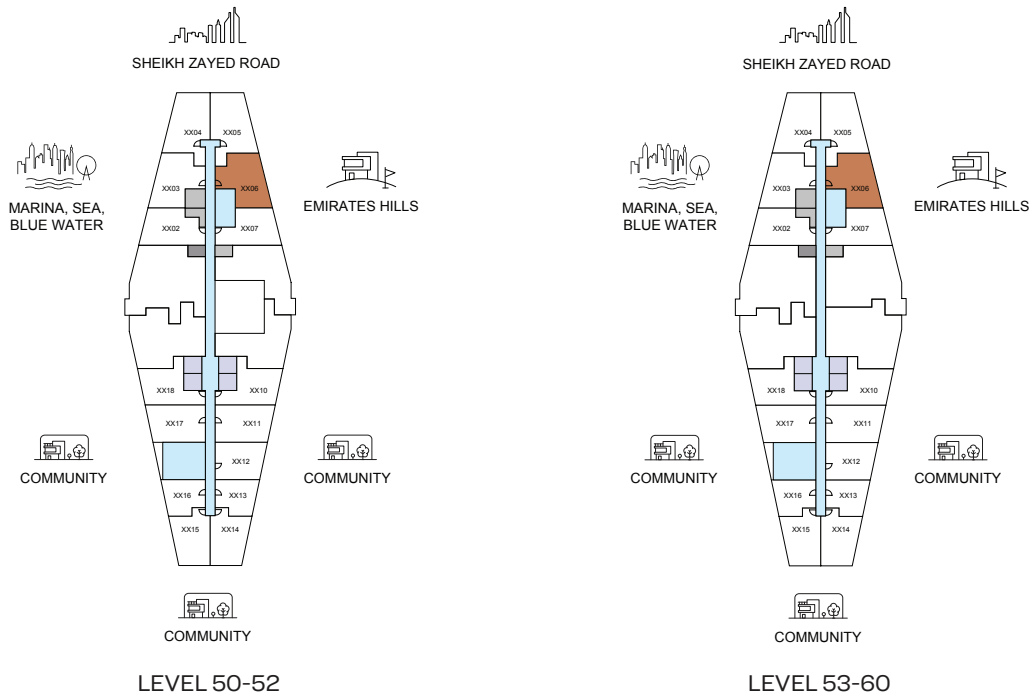 SHEIKH ZAYED ROAD
XX04
XX05
MARINA, SEA,
BLUE WATER
XX03
XX06
EMIRATES HILLS
XX02
XX07
XX18
XX10
XX17
XX11
COMMUNITY
XX12
COMMUNITY
XX16
XX13
XX15
XX14
COMMUNITY
LEVEL 50-52
SHEIKH ZAYED ROAD
XX04
XX05
MARINA, SEA,
BLUE WATER
XX03
XX06
EMIRATES HILLS
XX02
XX07
XX18
XX10
XX17
XX11
COMMUNITY
XX12
COMMUNITY
XX16
XX13
XX15
XX14
COMMUNITY
LEVEL 53-60